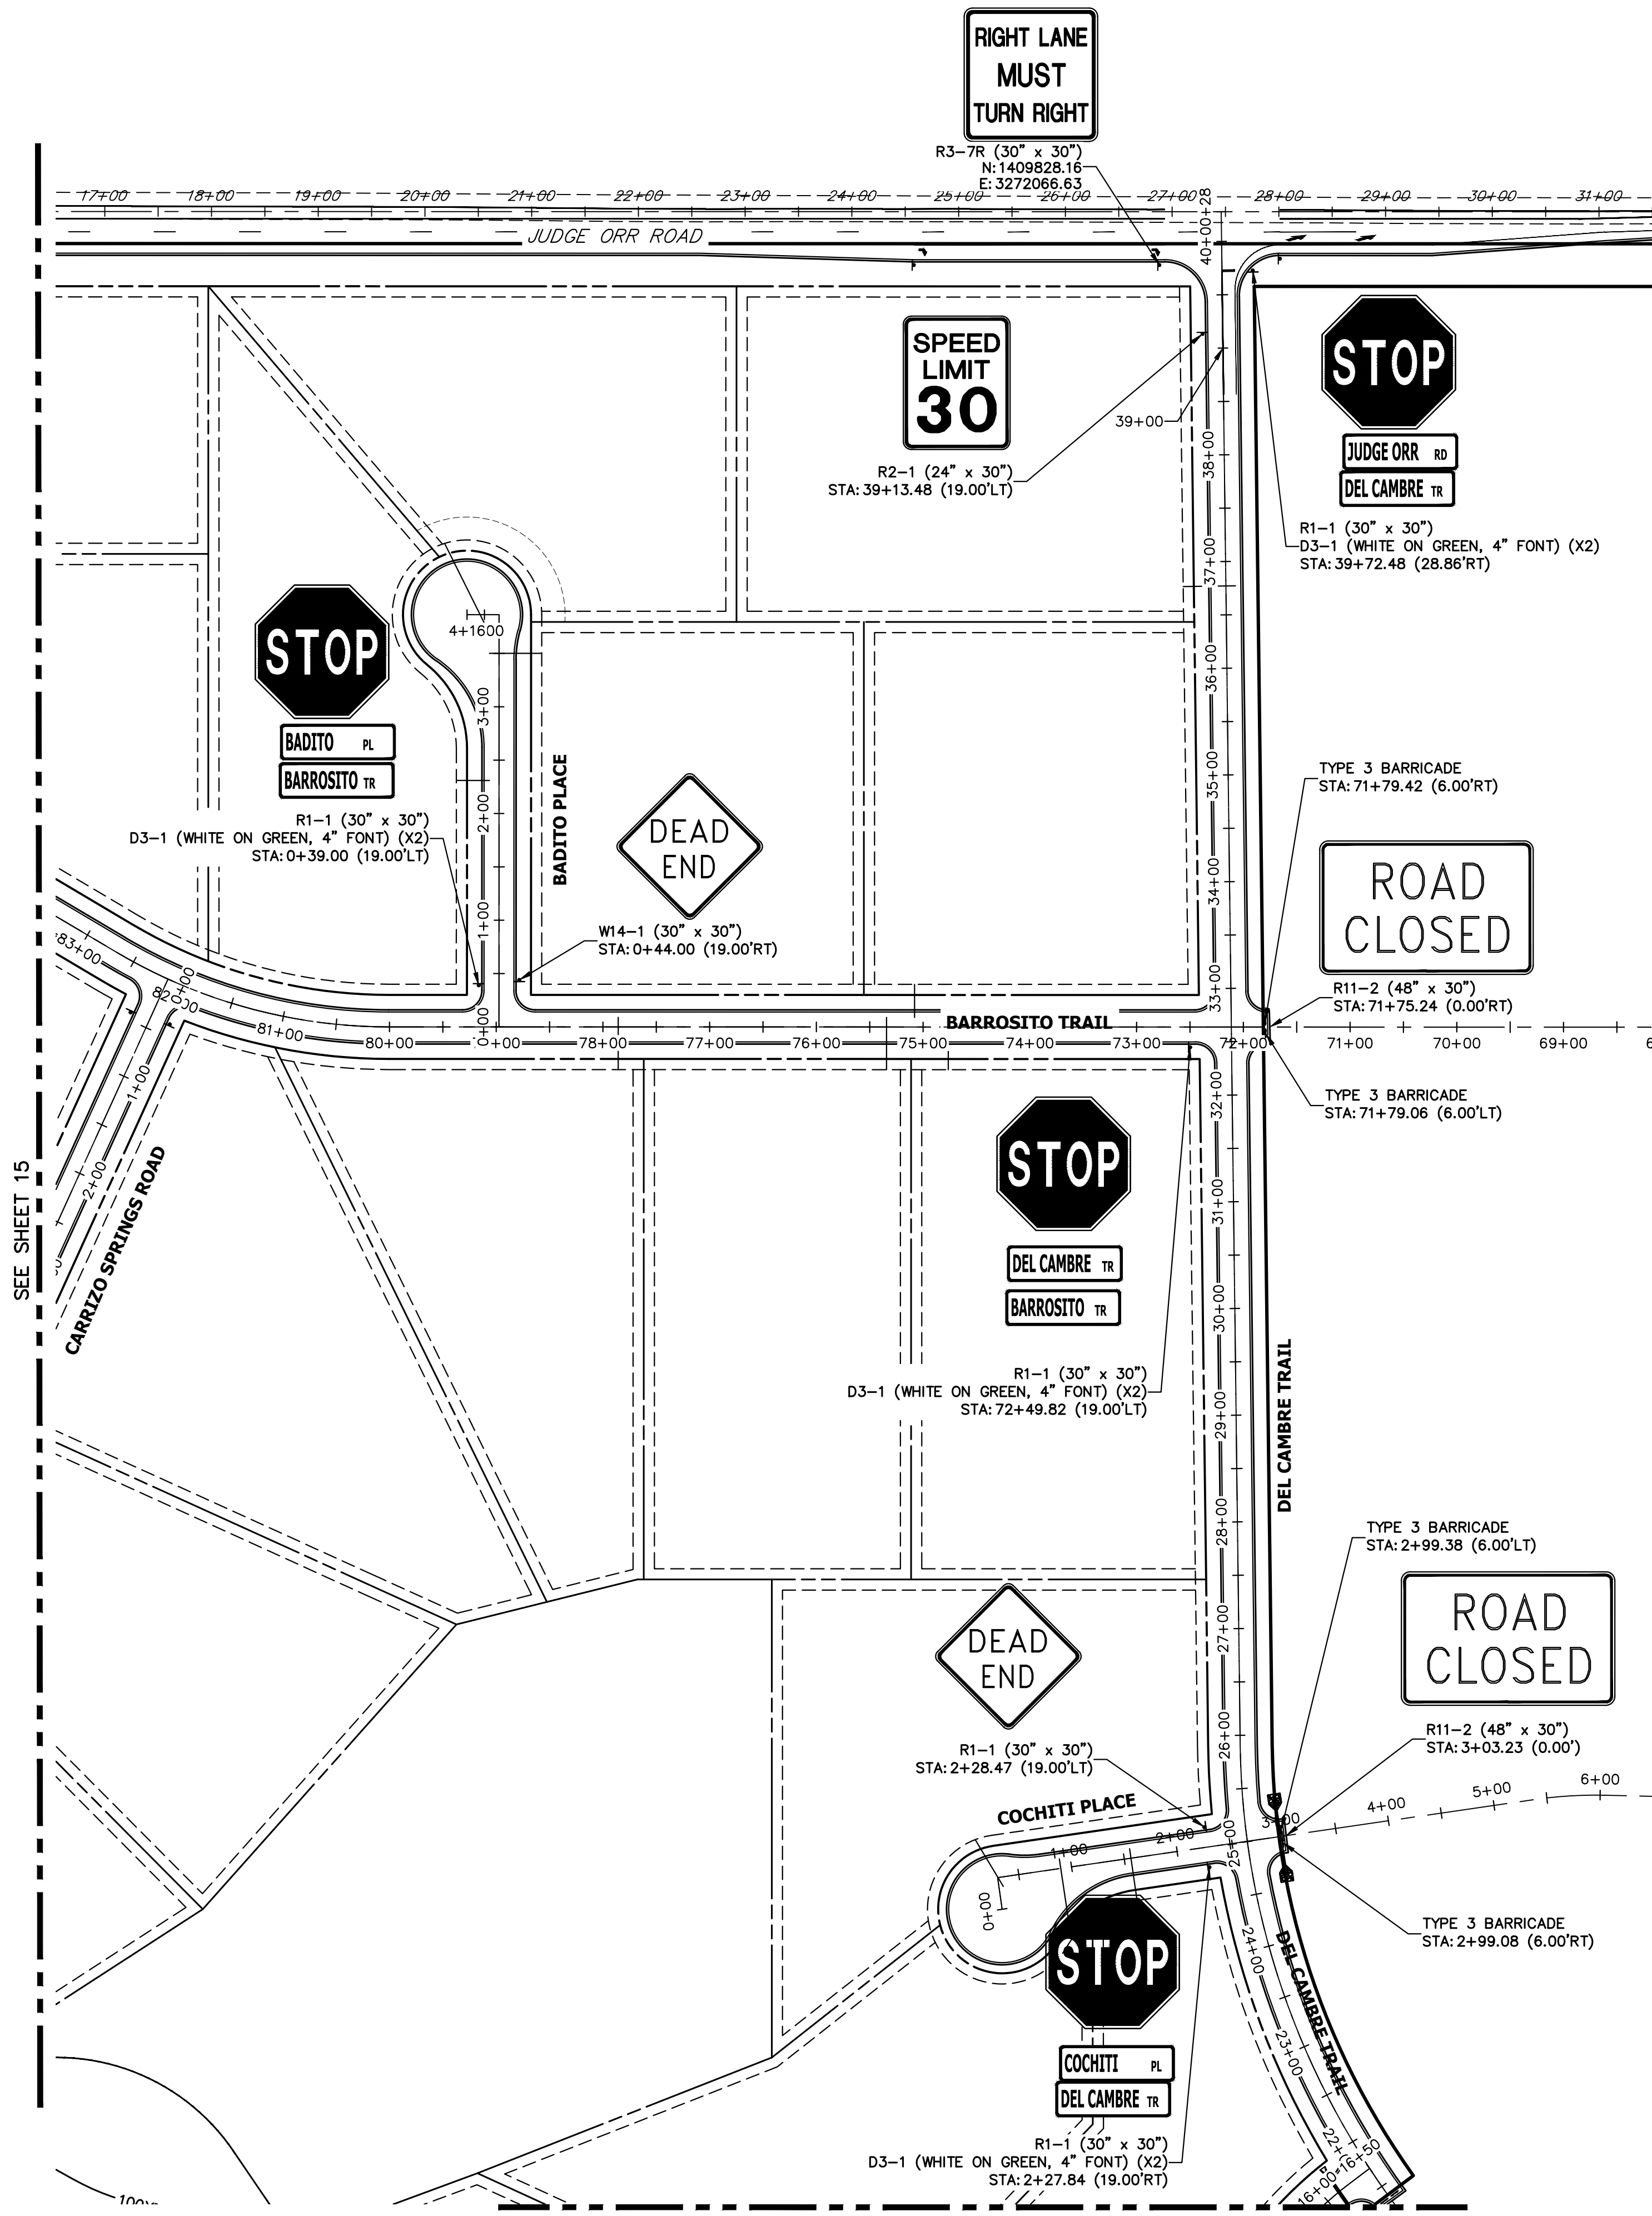 RIGHT LANE
MUST
TURN RIGHT
R3-7R (30" x 30")
N:1409828.16
E:3272066.63
17+00
18+00
19+00
20+00
21+00
22+00
23+00
24+00
25+00
26+00
27+00
28+00
29+00
30+00
31+00
40+00+28
JUDGE ORR ROAD
SPEED
LIMIT
30
R2-1 (24" x 30")
STA:39+13.48 (19.00'LT)
39+00
38+00
37+00
36+00
35+00
34+00
33+00
STOP
JUDGE ORR RD
DEL CAMBRE TR
R1-1 (30" x 30")
D3-1 (WHITE ON GREEN, 4" FONT) (X2)
STA:39+72.48 (28.86'RT)
STOP
BADITO PL
BARROSITO TR
R1-1 (30" x 30")
D3-1 (WHITE ON GREEN, 4" FONT) (X2)
STA:0+39.00 (19.00'LT)
4+1600
3+00
2+00
1+00
BADITO PLACE
DEAD
END
W14-1 (30" x 30")
STA:0+44.00 (19.00'RT)
TYPE 3 BARRICADE
STA:71+79.42 (6.00'RT)
ROAD
CLOSED
R11-2 (48" x 30")
STA:71+75.24 (0.00'RT)
TYPE 3 BARRICADE
STA:71+79.06 (6.00'LT)
BARROSITO TRAIL
83+00
81+00
80+00
78+00
77+00
76+00
75+00
74+00
73+00
72+00
71+00
70+00
69+00
1+00
2+00
CARRIZO SPRINGS ROAD
SEE SHEET 15
STOP
DEL CAMBRE TR
BARROSITO TR
R1-1 (30" x 30")
D3-1 (WHITE ON GREEN, 4" FONT) (X2)
STA:72+49.82 (19.00'LT)
32+00
31+00
30+00
29+00
28+00
27+00
26+00
25+00
24+00
23+00
DEL CAMBRE TRAIL
TYPE 3 BARRICADE
STA:2+99.38 (6.00'LT)
ROAD
CLOSED
R11-2 (48" x 30")
STA:3+03.23 (0.00')
DEAD
END
R1-1 (30" x 30")
STA:2+28.47 (19.00'LT)
COCHITI PLACE
0+00
1+00
2+00
3+00
4+00
5+00
6+00
TYPE 3 BARRICADE
STA:2+99.08 (6.00'RT)
DEL CAMBRE TRAIL
STOP
COCHITI PL
DEL CAMBRE TR
R1-1 (30" x 30")
D3-1 (WHITE ON GREEN, 4" FONT) (X2)
STA:2+27.84 (19.00'RT)
16+00
16+50